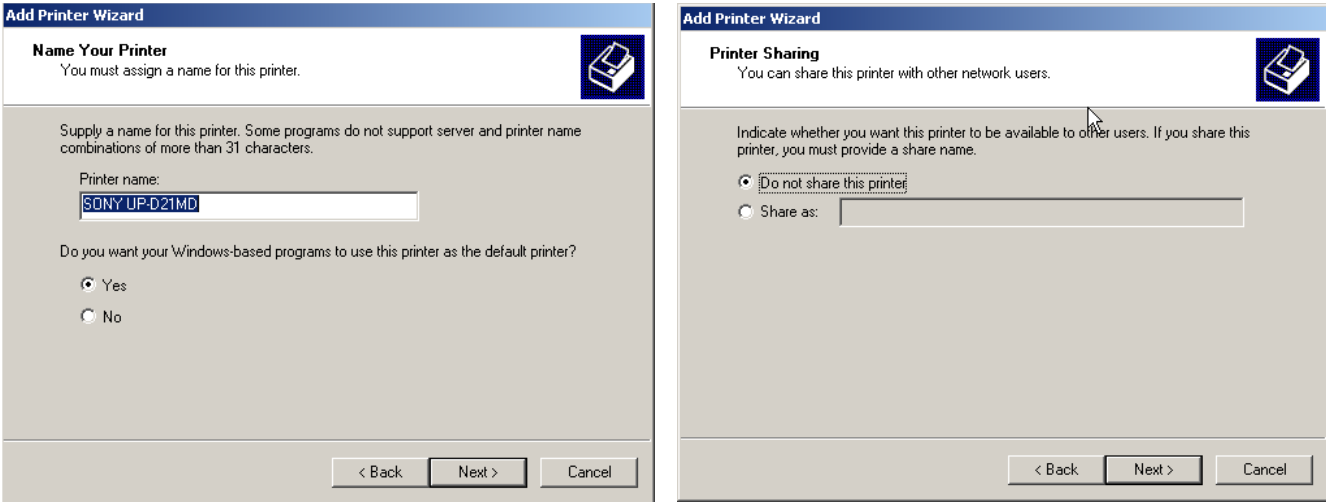 Add Printer Wizard
Name Your Printer
You must assign a name for this printer.
Supply a name for this printer. Some programs do not support server and printer name
combinations of more than 31 characters.
Printer name:
SONY UP-D21MD
Do you want your Windows-based programs to use this printer as the default printer?
Yes
No
< Back Next > Cancel
Add Printer Wizard
Printer Sharing
You can share this printer with other network users.
Indicate whether you want this printer to be available to other users. If you share this
printer, you must provide a share name.
Do not share this printer
Share as:
< Back Next > Cancel